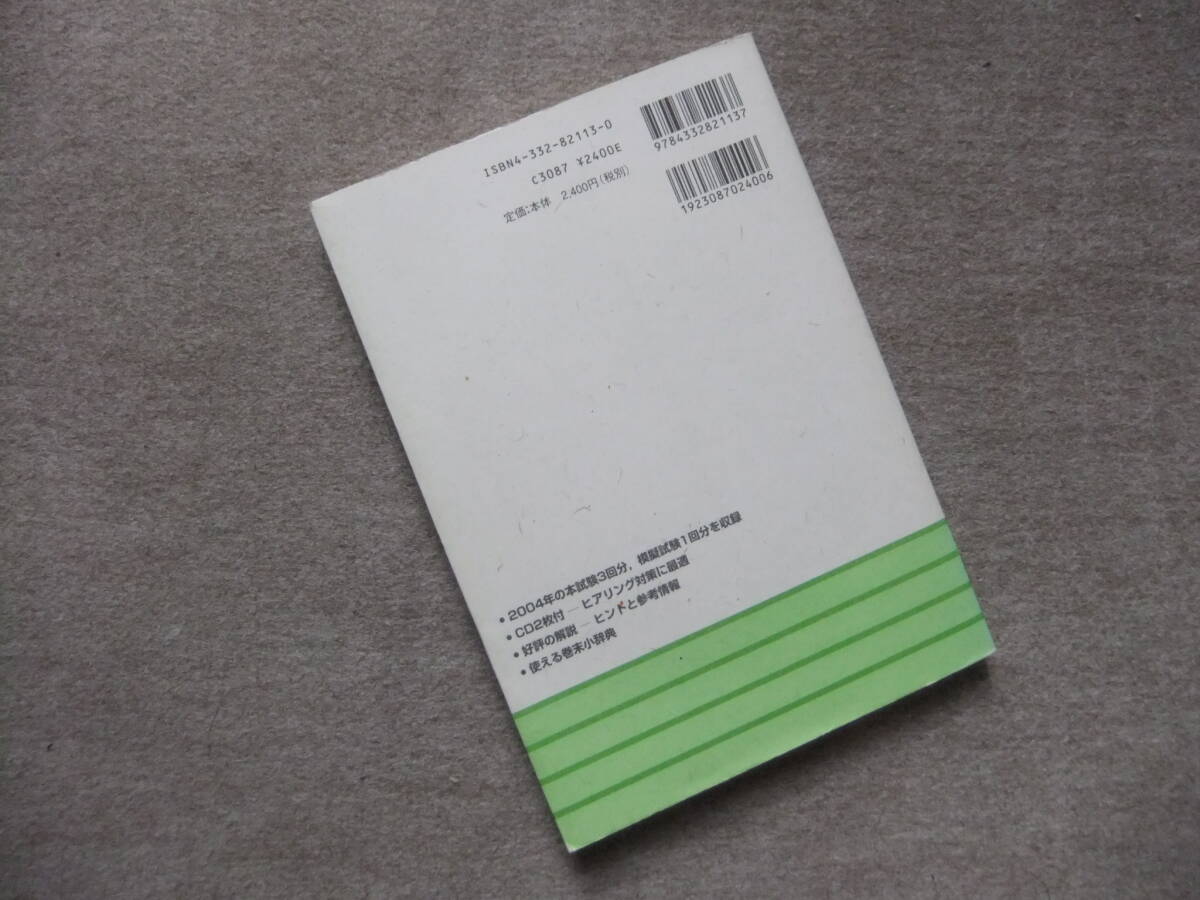 ISBN4-332-82113-0
C3087 ¥2400E
定価:本体 2,400円(税別)
9784332821137
1923087024006
•2004年の本試験3回分,模擬試験1回分を収録
•CD2枚付―ヒアリング対策に最適
•好評の解説―ヒントと参考情報
•使える巻末小辞典